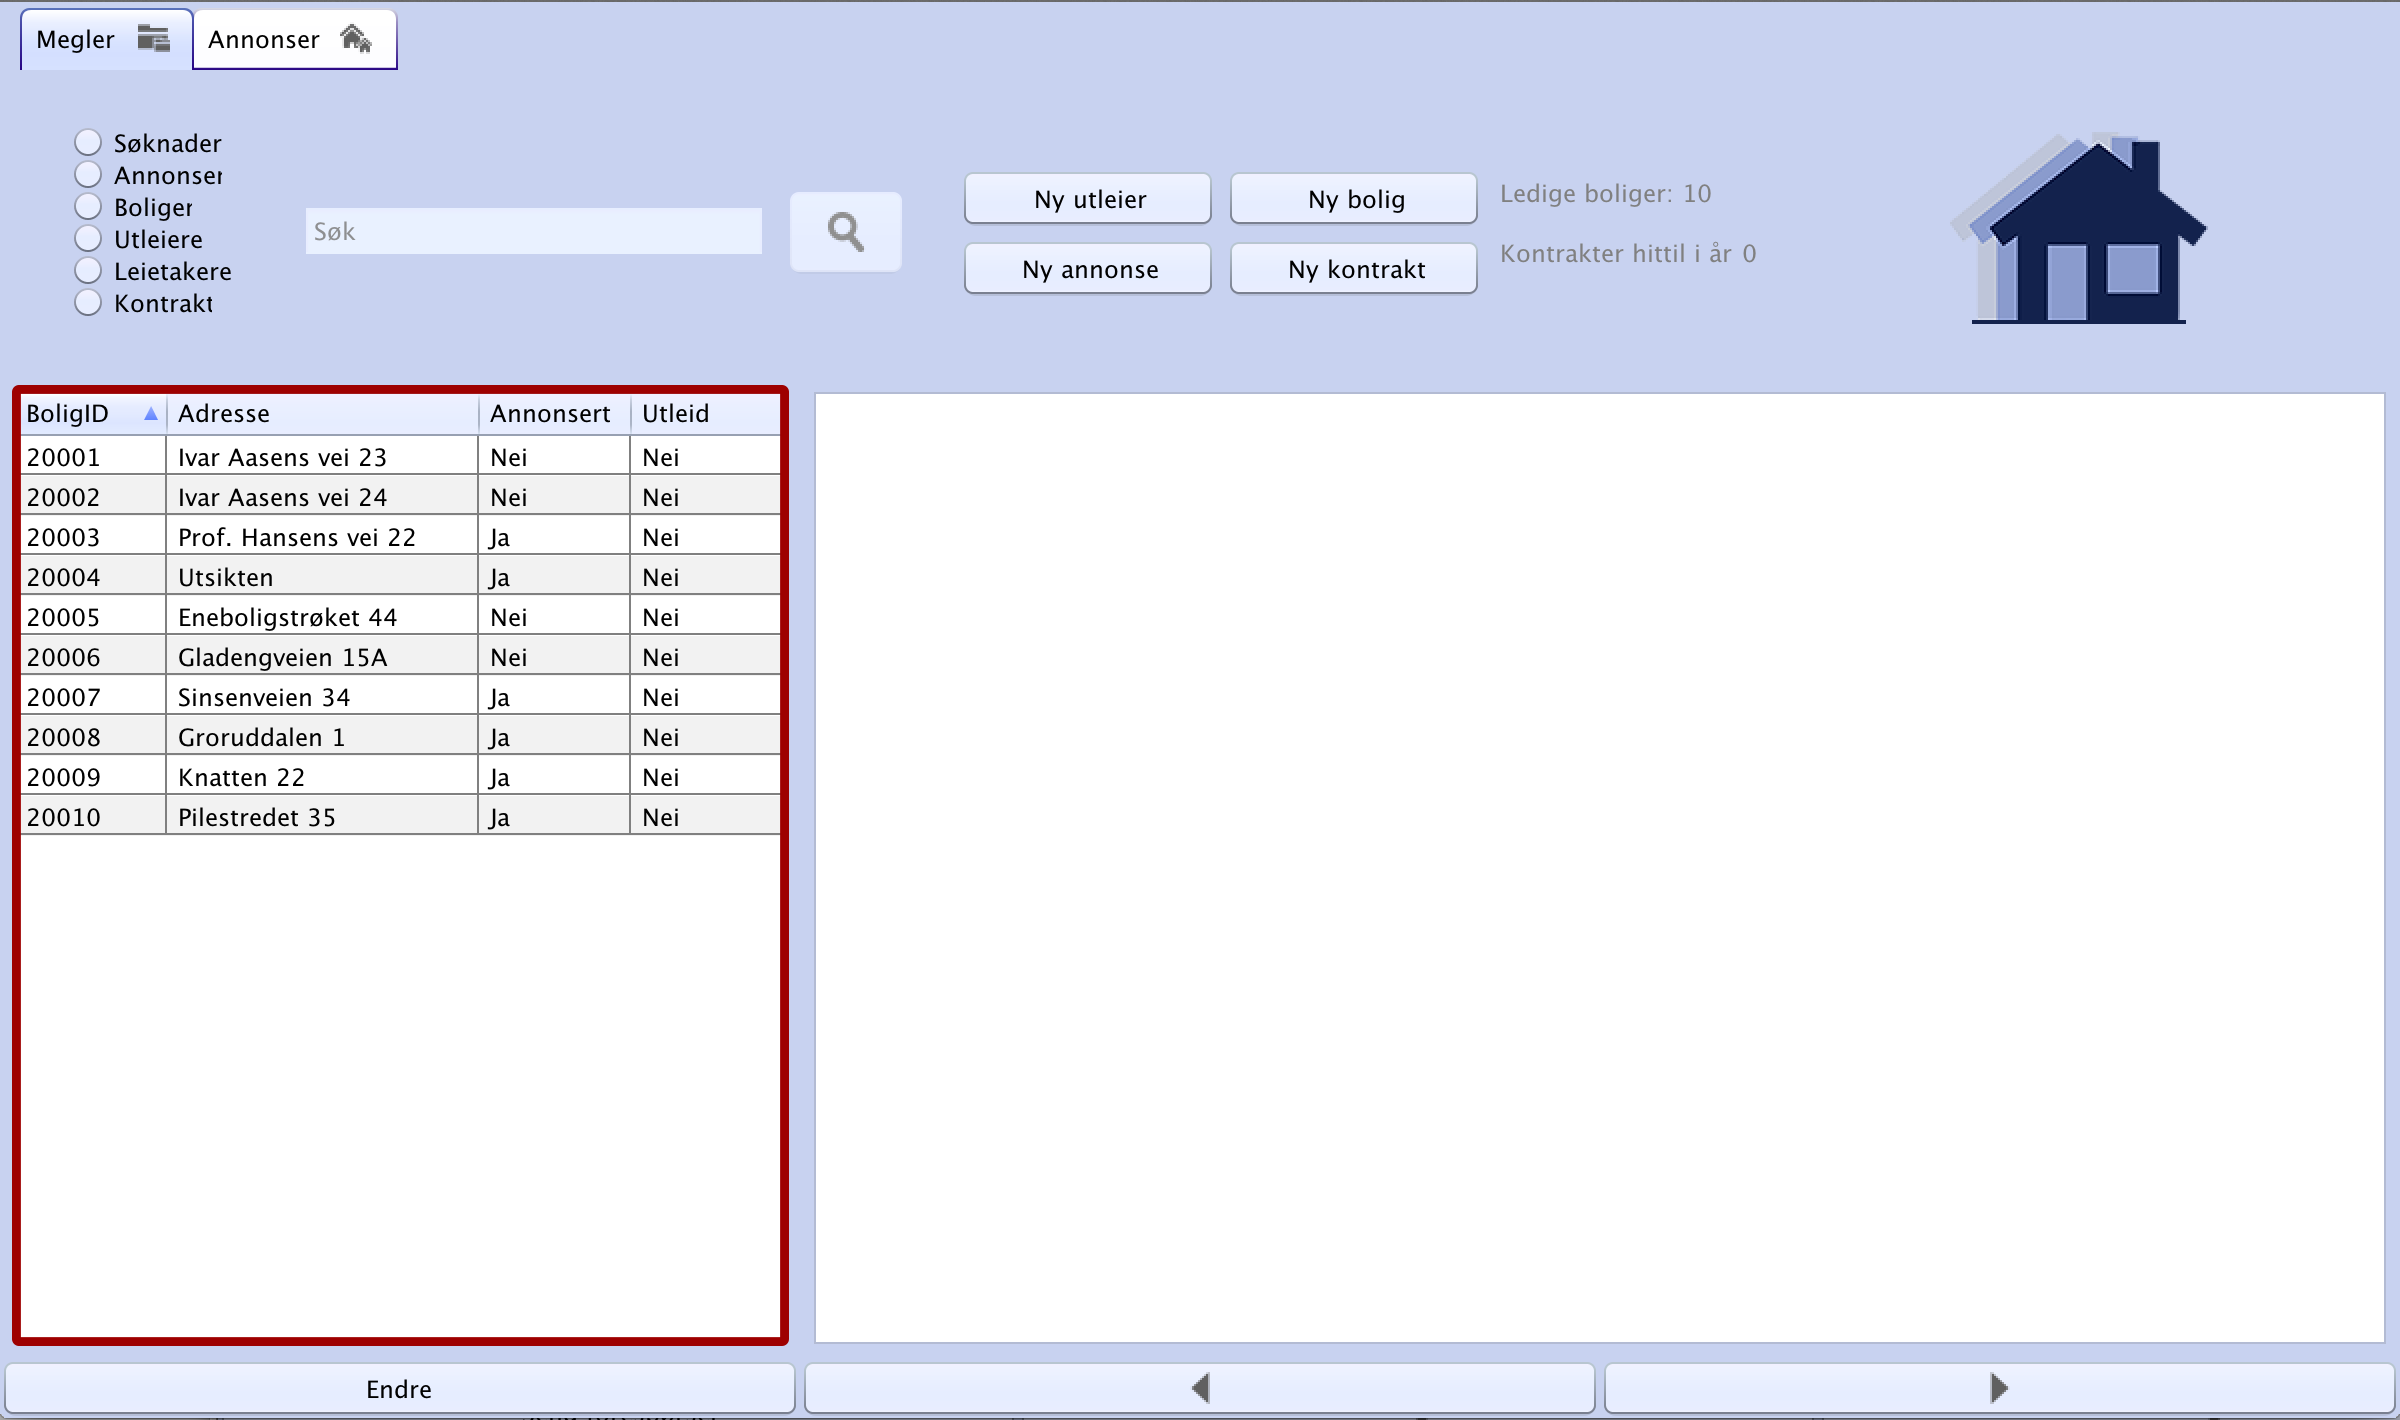 Megler
Annonser
Søknader
Annonser
Boliger
Utleiere
Leietakere
Kontrakt
Søk
Ny utleier
Ny bolig
Ny annonse
Ny kontrakt
Ledige boliger: 10
Kontrakter hittil i år 0
BoligID Adresse Annonsert Utleid
20001 Ivar Aasens vei 23 Nei Nei
20002 Ivar Aasens vei 24 Nei Nei
20003 Prof. Hansens vei 22 Ja Nei
20004 Utsikten Ja Nei
20005 Eneboligstrøket 44 Nei Nei
20006 Gladengveien 15A Nei Nei
20007 Sinsenveien 34 Ja Nei
20008 Groruddalen 1 Ja Nei
20009 Knatten 22 Ja Nei
20010 Pilestredet 35 Ja Nei
Endre